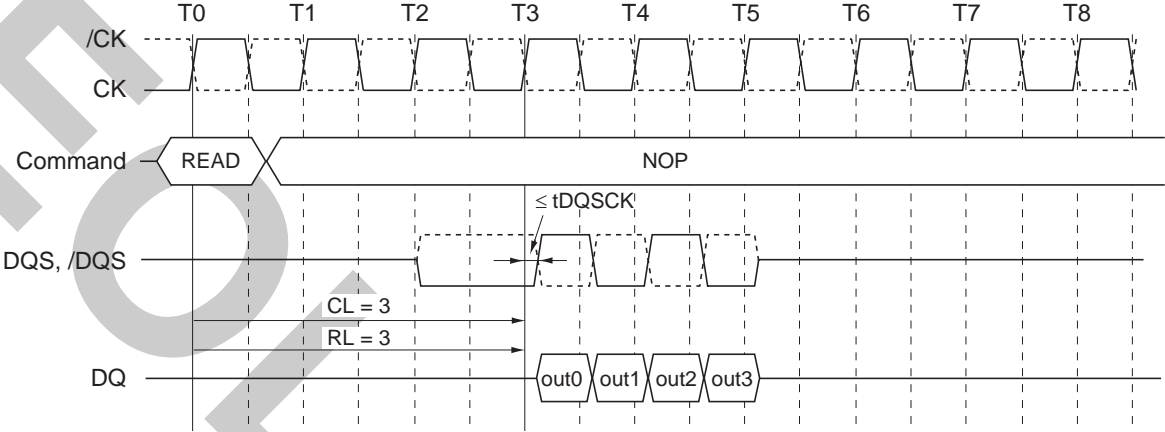 T0 T1 T2 T3 T4 T5 T6 T7 T8
/CK
CK
Command READ NOP
≤ tDQSCK
DQS, /DQS
CL = 3
RL = 3
DQ out0 out1 out2 out3